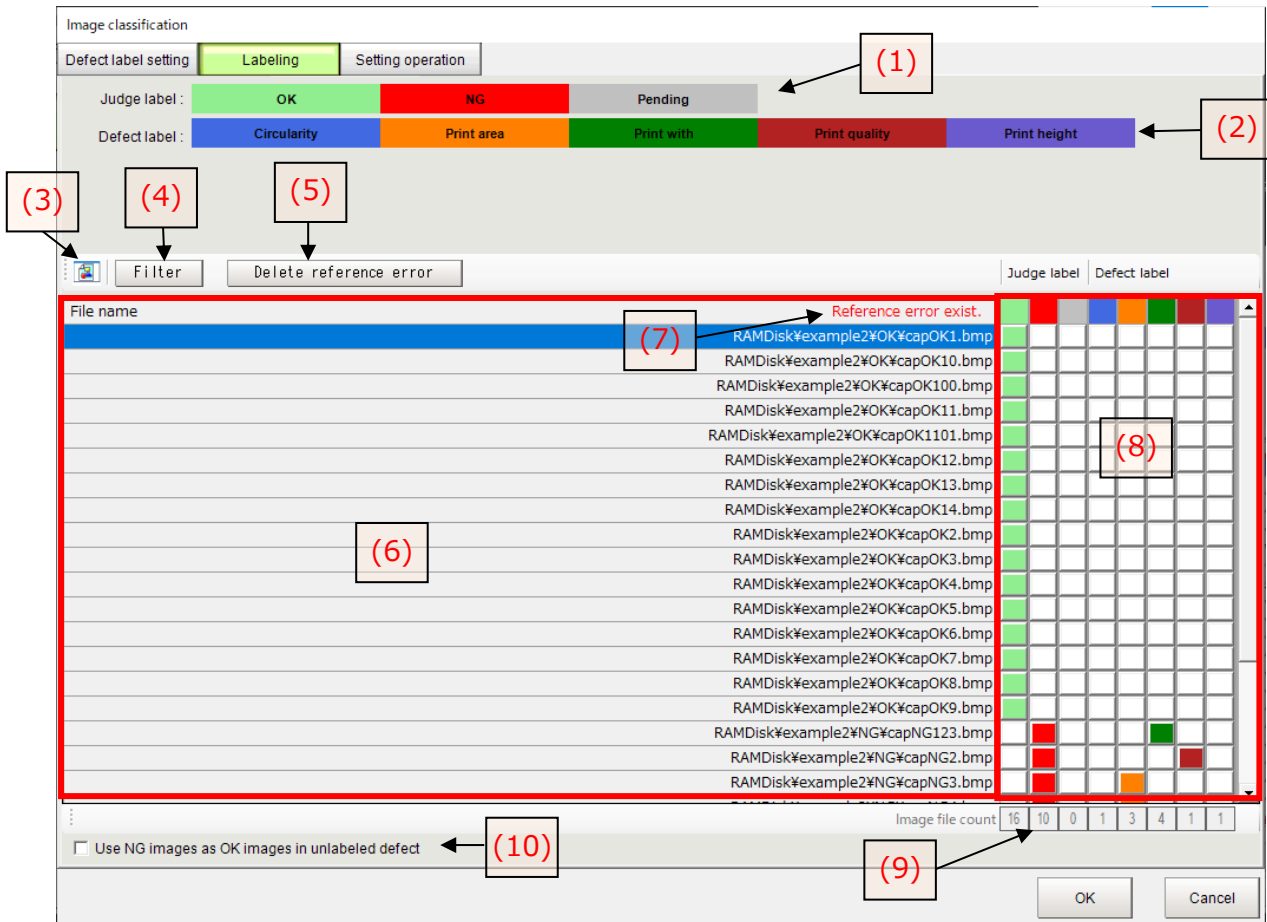 Image classification
Defect label setting Labeling Setting operation
(1)
Judge label : OK NG Pending
Defect label : Circularity Print area Print with Print quality Print height
(2)
(3) (4) (5)
Filter Delete reference error Judge label Defect label
File name Reference error exist.
(7)
RAMDisk¥example2¥OK¥capOK1.bmp
RAMDisk¥example2¥OK¥capOK10.bmp
RAMDisk¥example2¥OK¥capOK100.bmp
RAMDisk¥example2¥OK¥capOK11.bmp
RAMDisk¥example2¥OK¥capOK1101.bmp
(8)
RAMDisk¥example2¥OK¥capOK12.bmp
RAMDisk¥example2¥OK¥capOK13.bmp
RAMDisk¥example2¥OK¥capOK14.bmp
RAMDisk¥example2¥OK¥capOK2.bmp
(6)
RAMDisk¥example2¥OK¥capOK3.bmp
RAMDisk¥example2¥OK¥capOK4.bmp
RAMDisk¥example2¥OK¥capOK5.bmp
RAMDisk¥example2¥OK¥capOK6.bmp
RAMDisk¥example2¥OK¥capOK7.bmp
RAMDisk¥example2¥OK¥capOK8.bmp
RAMDisk¥example2¥OK¥capOK9.bmp
RAMDisk¥example2¥NG¥capNG123.bmp
RAMDisk¥example2¥NG¥capNG2.bmp
RAMDisk¥example2¥NG¥capNG3.bmp
Image file count 16 10 0 1 3 4 1 1
Use NG images as OK images in unlabeled defect
(10)
(9)
OK Cancel